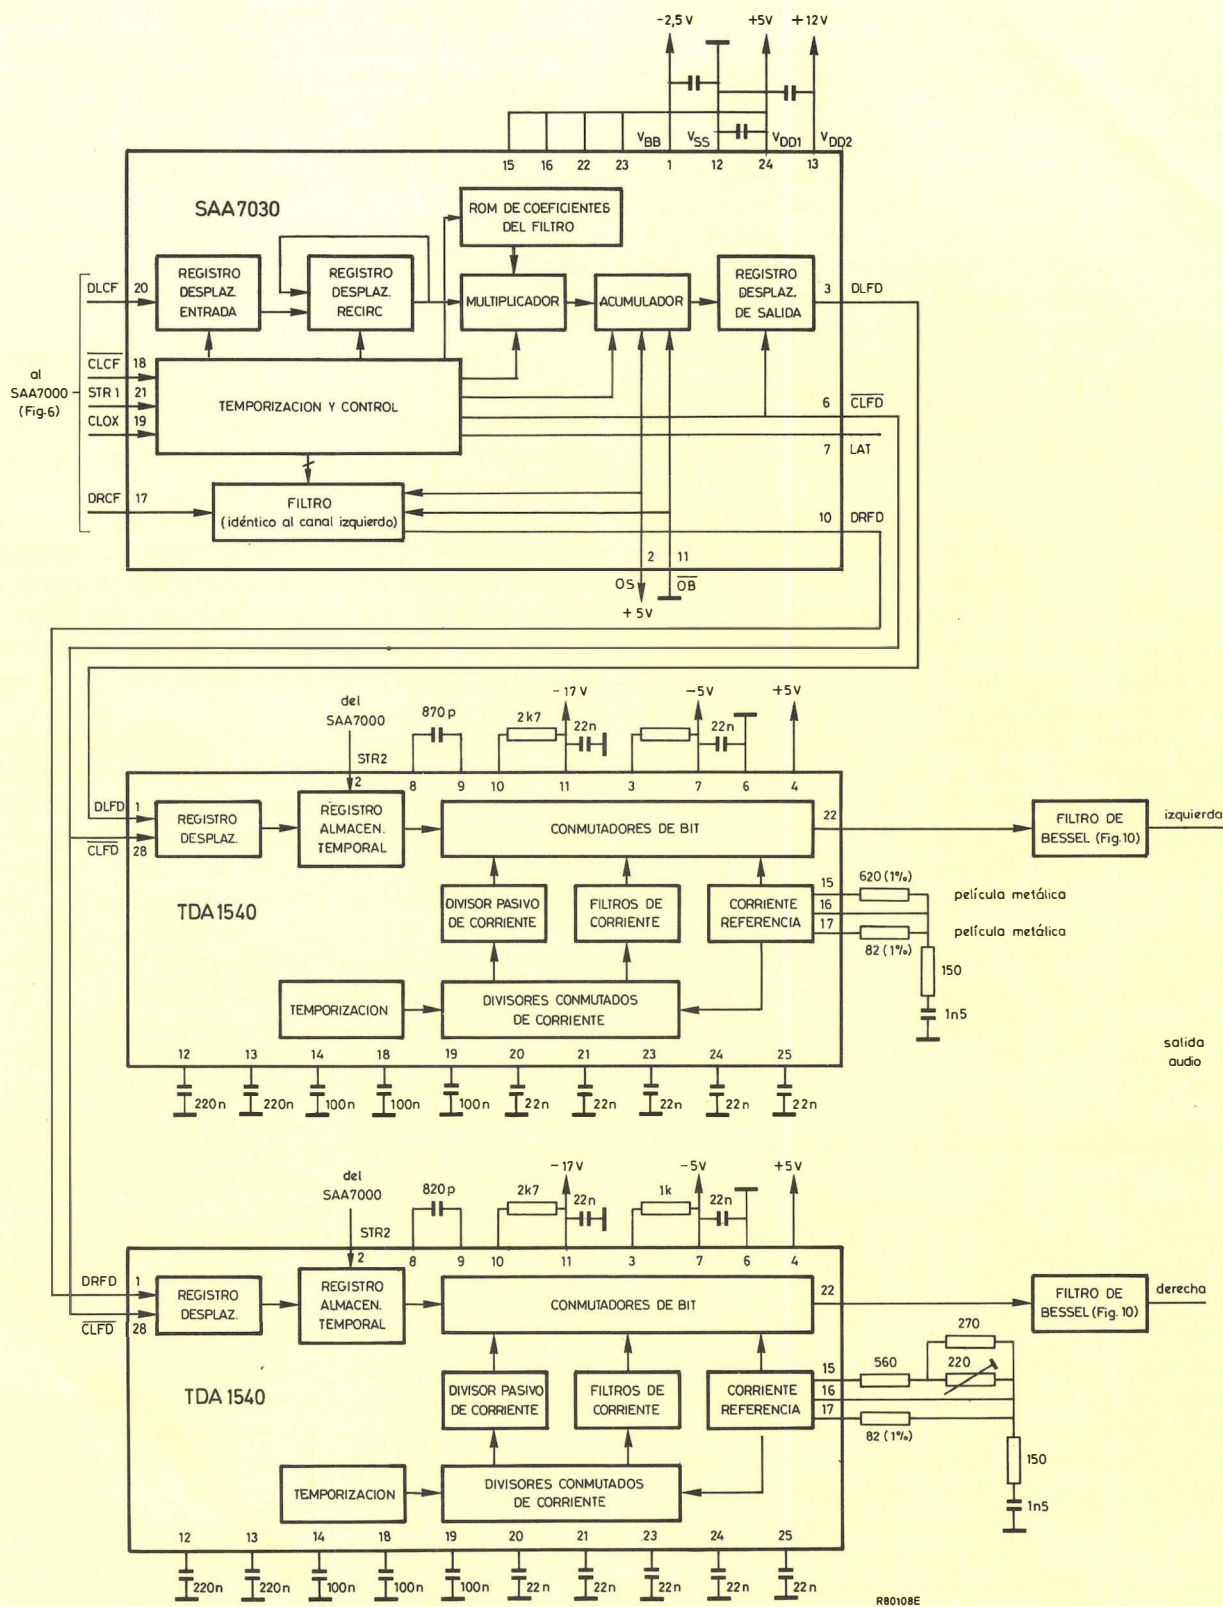 -2,5 V
+5V
+12V
VBB
VSS
VDD1
VDD2
15
16
22
23
1
12
24
13
SAA7030
ROM DE COEFICIENTES
DEL FILTRO
DLCF
20
REGISTRO
DESPLAZ.
ENTRADA
REGISTRO
DESPLAZ.
RECIRC
MULTIPLICADOR
ACUMULADOR
REGISTRO
DESPLAZ.
DE SALIDA
3
DLFD
al
SAA7000
(Fig.6)
CLCF
18
STR 1
21
CLOX
19
TEMPORIZACION Y CONTROL
6
CLFD
7
LAT
DRCF
17
FILTRO
(idéntico al canal izquierdo)
10
DRFD
2
11
OS
OB
+5V
del
SAA7000
STR2
870 p
2k7
-17V
22n
-5V
22n
+5V
2
8
9
10
11
3
7
6
4
DLFD
1
CLFD
28
REGISTRO
DESPLAZ.
REGISTRO
ALMACEN.
TEMPORAL
CONMUTADORES DE BIT
22
FILTRO DE
BESSEL (Fig.10)
izquierda
TDA1540
DIVISOR PASIVO
DE CORRIENTE
FILTROS DE
CORRIENTE
CORRIENTE
REFERENCIA
15
16
17
620 (1%)
película metálica
82 (1%)
película metálica
150
1n5
TEMPORIZACION
DIVISORES CONMUTADOS
DE CORRIENTE
salida
audio
12
13
14
18
19
20
21
23
24
25
220n
220n
100n
100n
100n
22n
22n
22n
22n
22n
del
SAA7000
STR2
820p
2k7
-17V
22n
1k
-5V
22n
+5V
2
8
9
10
11
3
7
6
4
DRFD
1
CLFD
28
REGISTRO
DESPLAZ.
REGISTRO
ALMACEN.
TEMPORAL
CONMUTADORES DE BIT
22
FILTRO DE
BESSEL (Fig.10)
derecha
TDA1540
DIVISOR PASIVO
DE CORRIENTE
FILTROS DE
CORRIENTE
CORRIENTE
REFERENCIA
15
16
17
560
270
220
82 (1%)
150
1n5
TEMPORIZACION
DIVISORES CONMUTADOS
DE CORRIENTE
12
13
14
18
19
20
21
23
24
25
220n
220n
100n
100n
100n
22n
22n
22n
22n
22n
R80108E